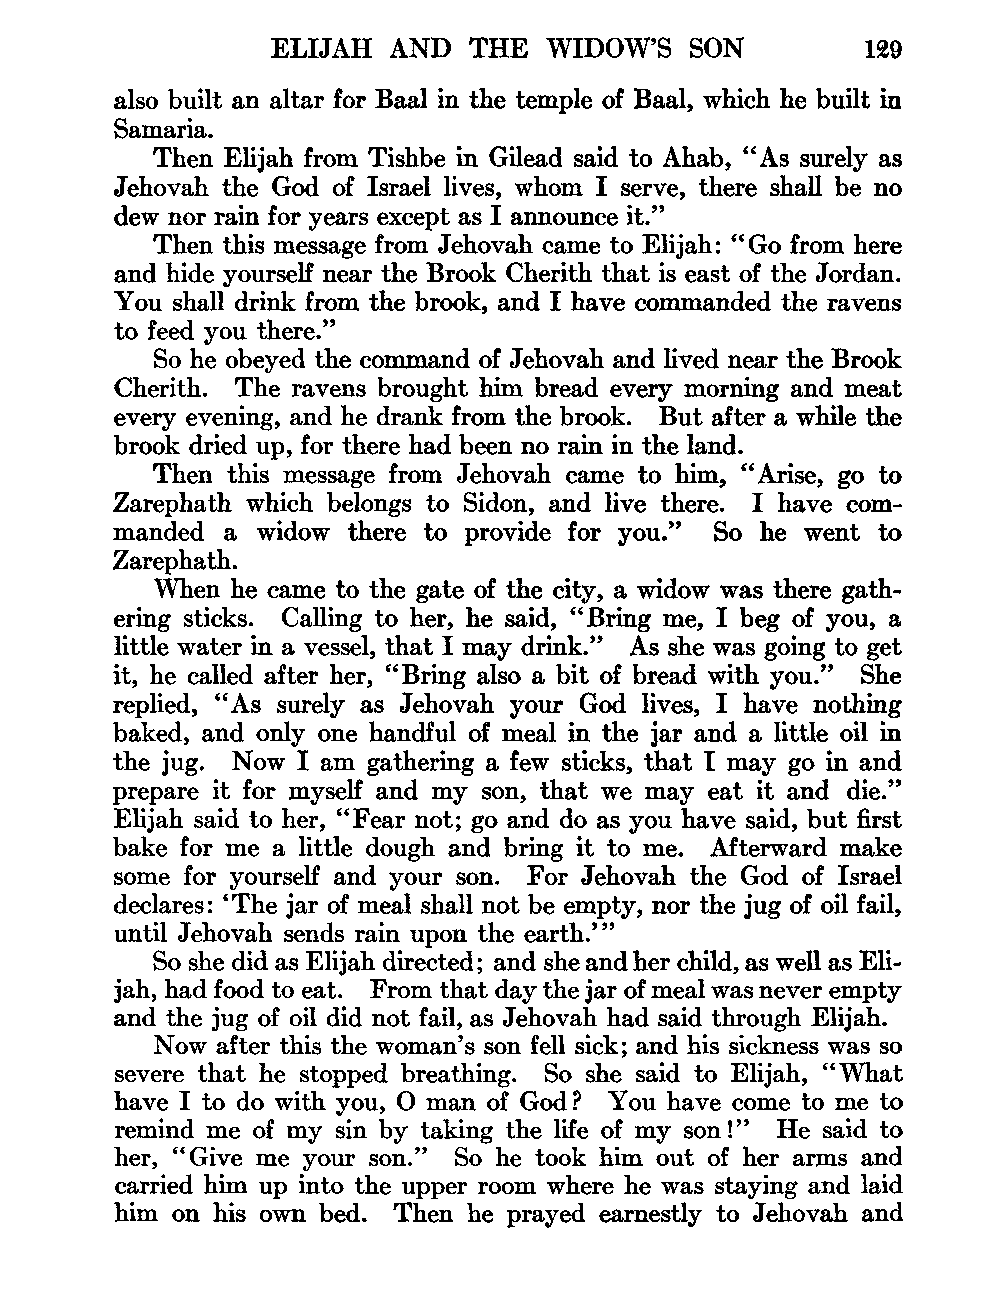 ELIJAH AND THE WIDOW'S SON 129
also built an altar for Baal in the temple of Baal, which he built in
Samaria.
Then Elijah from Tishbe in Gilead said to Ahab, “As surely as
Jehovah the God of Israel lives, whom I serve, there shall be no
dew nor rain for years except as I announce it.”
Then this message from Jehovah came to Elijah: “Go from here
and hide yourself near the Brook Cherith that is east of the Jordan.
You shall drink from the brook, and I have commanded the ravens
to feed you there.”
So he obeyed the command of Jehovah and lived near the Brook
Cherith. The ravens brought him bread every morning and meat
every evening, and he drank from the brook. But after a while the
brook dried up, for there had been no rain in the land.
Then this message from Jehovah came to him, “Arise, go to
Zarephath which belongs to Sidon, and live there. I have com-
manded a widow there to provide for you.” So he went to
Zarephath.
When he came to the gate of the city, a widow was there gath-
ering sticks. Calling to her, he said, “Bring me, I beg of you, a
little water in a vessel, that I may drink.” As she was going to get
it, he called after her, “Bring also a bit of bread with you.” She
replied, “As surely as Jehovah your God lives, I have nothing
baked, and only one handful of meal in the jar and a little oil in
the jug. Now I am gathering a few sticks, that I may go in and
prepare it for myself and my son, that we may eat it and die.”
Elijah said to her, “Fear not; go and do as you have said, but first
bake for me a little dough and bring it to me. Afterward make
some for yourself and your son. For Jehovah the God of Israel
declares: ‘The jar of meal shall not be empty, nor the jug of oil fail,
until Jehovah sends rain upon the earth.’”
So she did as Elijah directed; and she and her child, as well as Eli-
jah, had food to eat. From that day the jar of meal was never empty
and the jug of oil did not fail, as Jehovah had said through Elijah.
Now after this the woman's son fell sick; and his sickness was so
severe that he stopped breathing. So she said to Elijah, “What
have I to do with you, O man of God? You have come to me to
remind me of my sin by taking the life of my son!” He said to
her, “Give me your son.” So he took him out of her arms and
carried him up into the upper room where he was staying and laid
him on his own bed. Then he prayed earnestly to Jehovah and